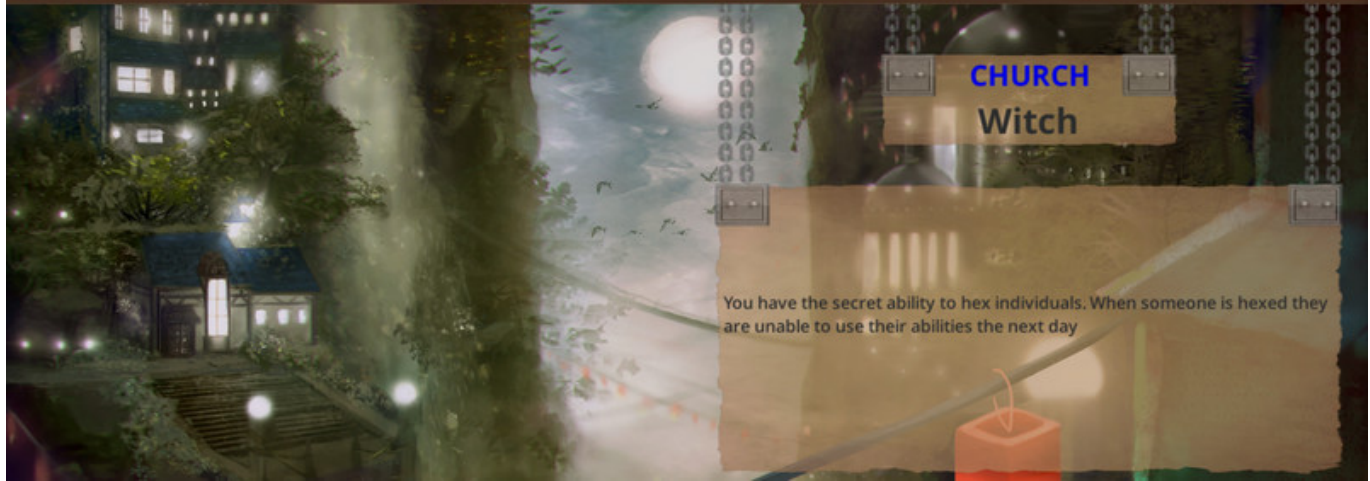 CHURCH
Witch
You have the secret ability to hex individuals. When someone is hexed they
are unable to use their abilities the next day